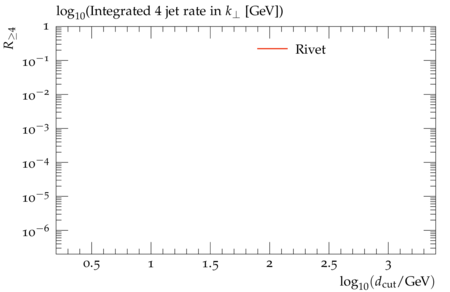 log₁₀(Integrated 4 jet rate in k⊥ [GeV])
R≥4
1
Rivet
10⁻¹
10⁻²
10⁻³
10⁻⁴
10⁻⁵
10⁻⁶
0.5 1 1.5 2 2.5 3
log₁₀(d_cut/GeV)